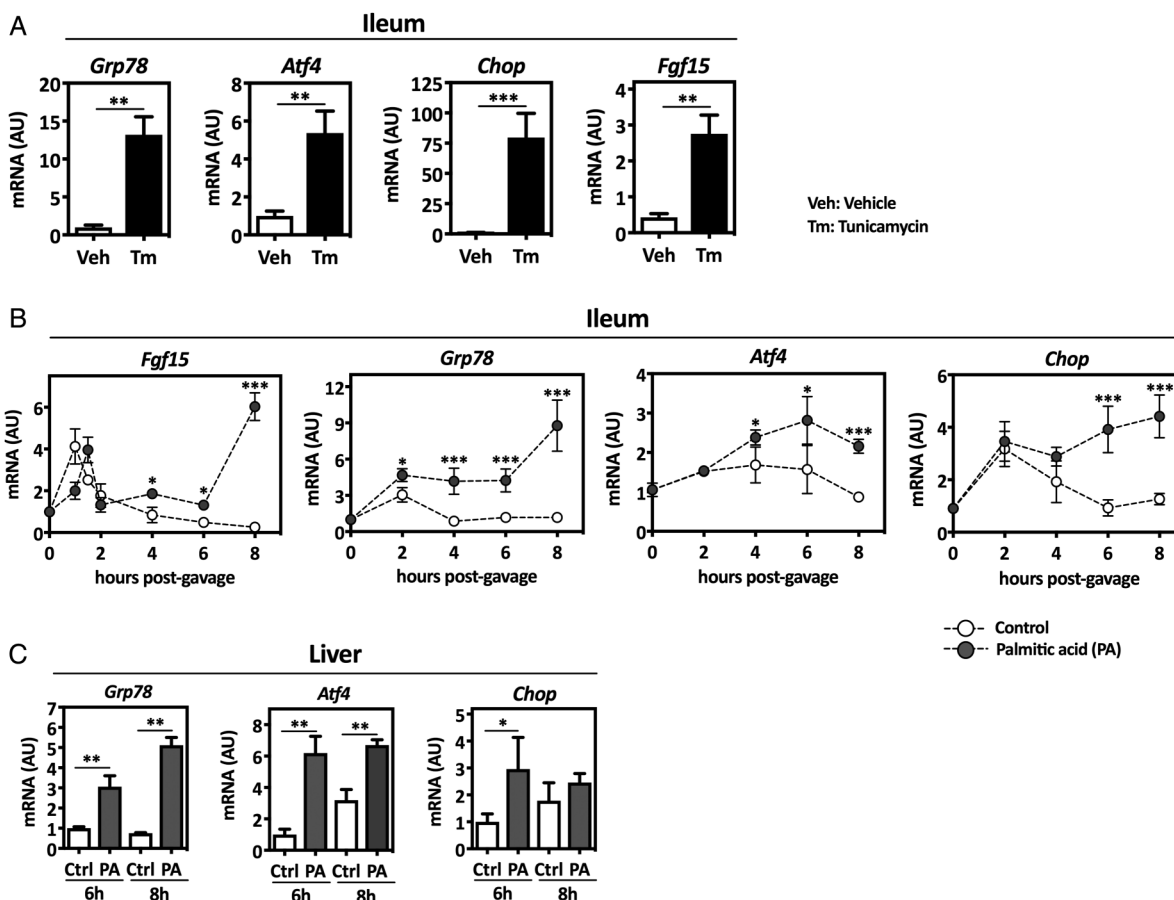 A
Ileum
Grp78
Atf4
Chop
Fgf15
mRNA (AU)
20
15
10
5
0
**
Veh Tm
mRNA (AU)
8
6
4
2
0
**
Veh Tm
mRNA (AU)
125
100
75
50
25
0
***
Veh Tm
mRNA (AU)
4
3
2
1
0
**
Veh Tm
Veh: Vehicle
Tm: Tunicamycin
B
Ileum
Fgf15
Grp78
Atf4
Chop
mRNA (AU)
6
4
2
0
* * ***
0 2 4 6 8
hours post-gavage
mRNA (AU)
12
9
6
3
0
* *** *** ***
0 2 4 6 8
hours post-gavage
mRNA (AU)
4
3
2
1
0
* * ***
0 2 4 6 8
hours post-gavage
mRNA (AU)
6
4
2
0
*** ***
0 2 4 6 8
hours post-gavage
Control
Palmitic acid (PA)
C
Liver
Grp78
Atf4
Chop
mRNA (AU)
7
6
5
4
3
2
1
0
** **
Ctrl PA Ctrl PA
6h 8h
mRNA (AU)
8
6
4
2
0
** **
Ctrl PA Ctrl PA
6h 8h
mRNA (AU)
5
4
3
2
1
0
*
Ctrl PA Ctrl PA
6h 8h